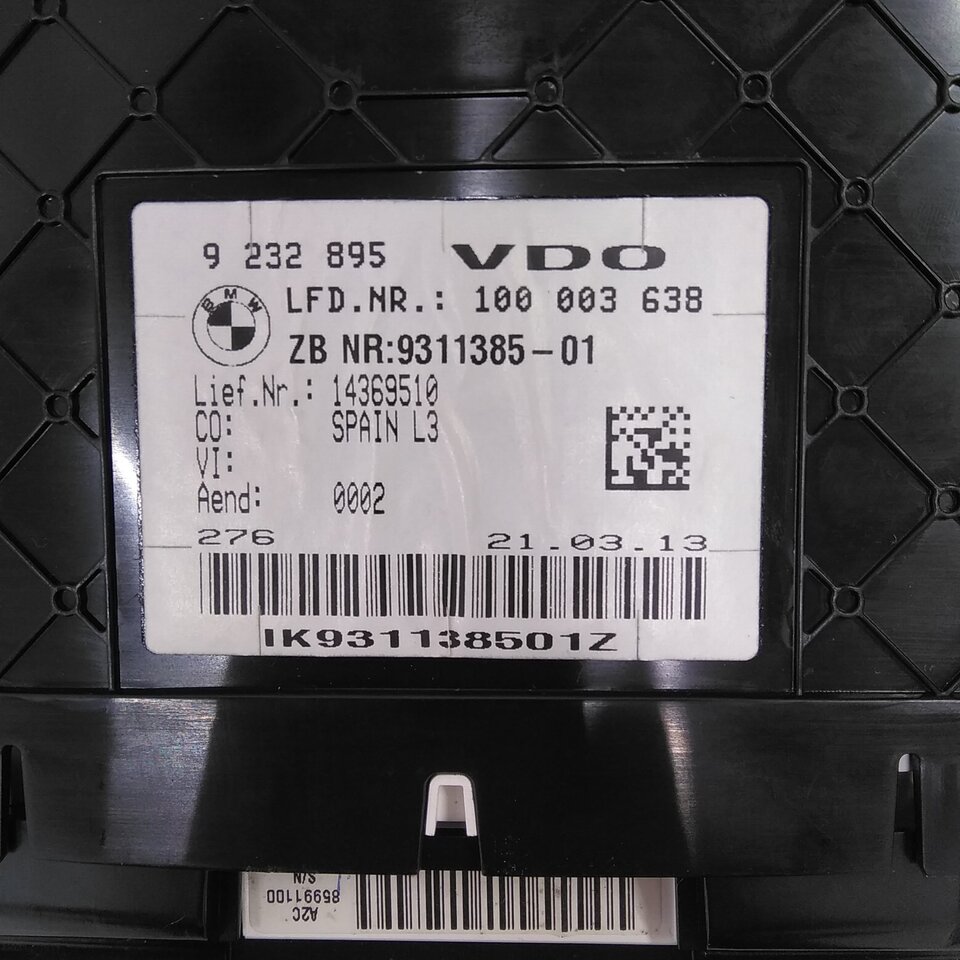 9 232 895 VDO
BMW
LFD.NR.: 100 003 638
ZB NR:9311385-01
Lief.Nr.: 14369510
CO: SPAIN L3
VI:
Aend: 0002
276 21.03.13
IK931138501Z
S/N
85991100
A2C